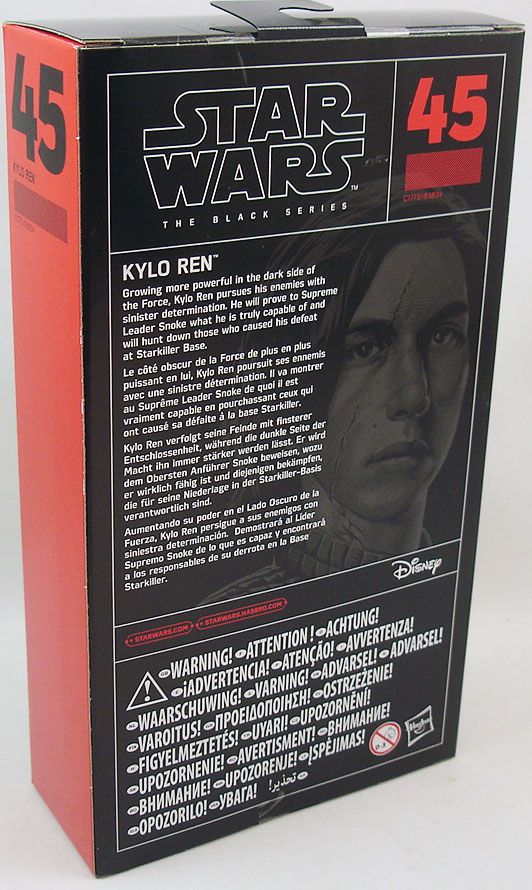 45
KYLO REN
STAR
WARS™
THE BLACK SERIES
45
KYLO REN™
Growing more powerful in the dark side of
the Force, Kylo Ren pursues his enemies with
sinister determination. He will prove to Supreme
Leader Snoke what he is truly capable of and
will hunt down those who caused his defeat
at Starkiller Base.
Le côté obscur de la Force de plus en plus
puissant en lui, Kylo Ren poursuit ses ennemis
avec une sinistre détermination. Il va montrer
au Suprême Leader Snoke de quoi il est
vraiment capable en pourchassant ceux qui
ont causé sa défaite à la base Starkiller.
Kylo Ren verfolgt seine Feinde mit finsterer
Entschlossenheit, während die dunkle Seite der
Macht ihn immer stärker werden lässt. Er wird
dem Obersten Anführer Snoke beweisen, wozu
er wirklich fähig ist und diejenigen bekämpfen,
die für seine Niederlage in der Starkiller-Basis
verantwortlich sind.
Aumentando su poder en el Lado Oscuro de la
Fuerza, Kylo Ren persigue a sus enemigos con
siniestra determinación. Demostrará al Líder
Supremo Snoke de lo que es capaz y encontrará
a los responsables de su derrota en la Base
Starkiller.
Disney
STARWARS.COM • STARWARS.HASBRO.COM
WARNING! ATTENTION ! ACHTUNG!
¡ADVERTENCIA! ATENÇÃO! AVVERTENZA!
WAARSCHUWING! VARNING! ADVARSEL! ADVARSEL!
VAROITUS! ΠΡΟΕΙΔΟΠΟΙΗΣΗ! OSTRZEŻENIE!
FIGYELMEZTETÉS! UYARI! UPOZORNĚNÍ!
UPOZORNENIE! AVERTISMENT! ВНИМАНИЕ!
ВНИМАНИЕ! UPOZORENJE! ĮSPĖJIMAS!
OPOZORILO! УВАГА! تحذير!
0-3
Hasbro